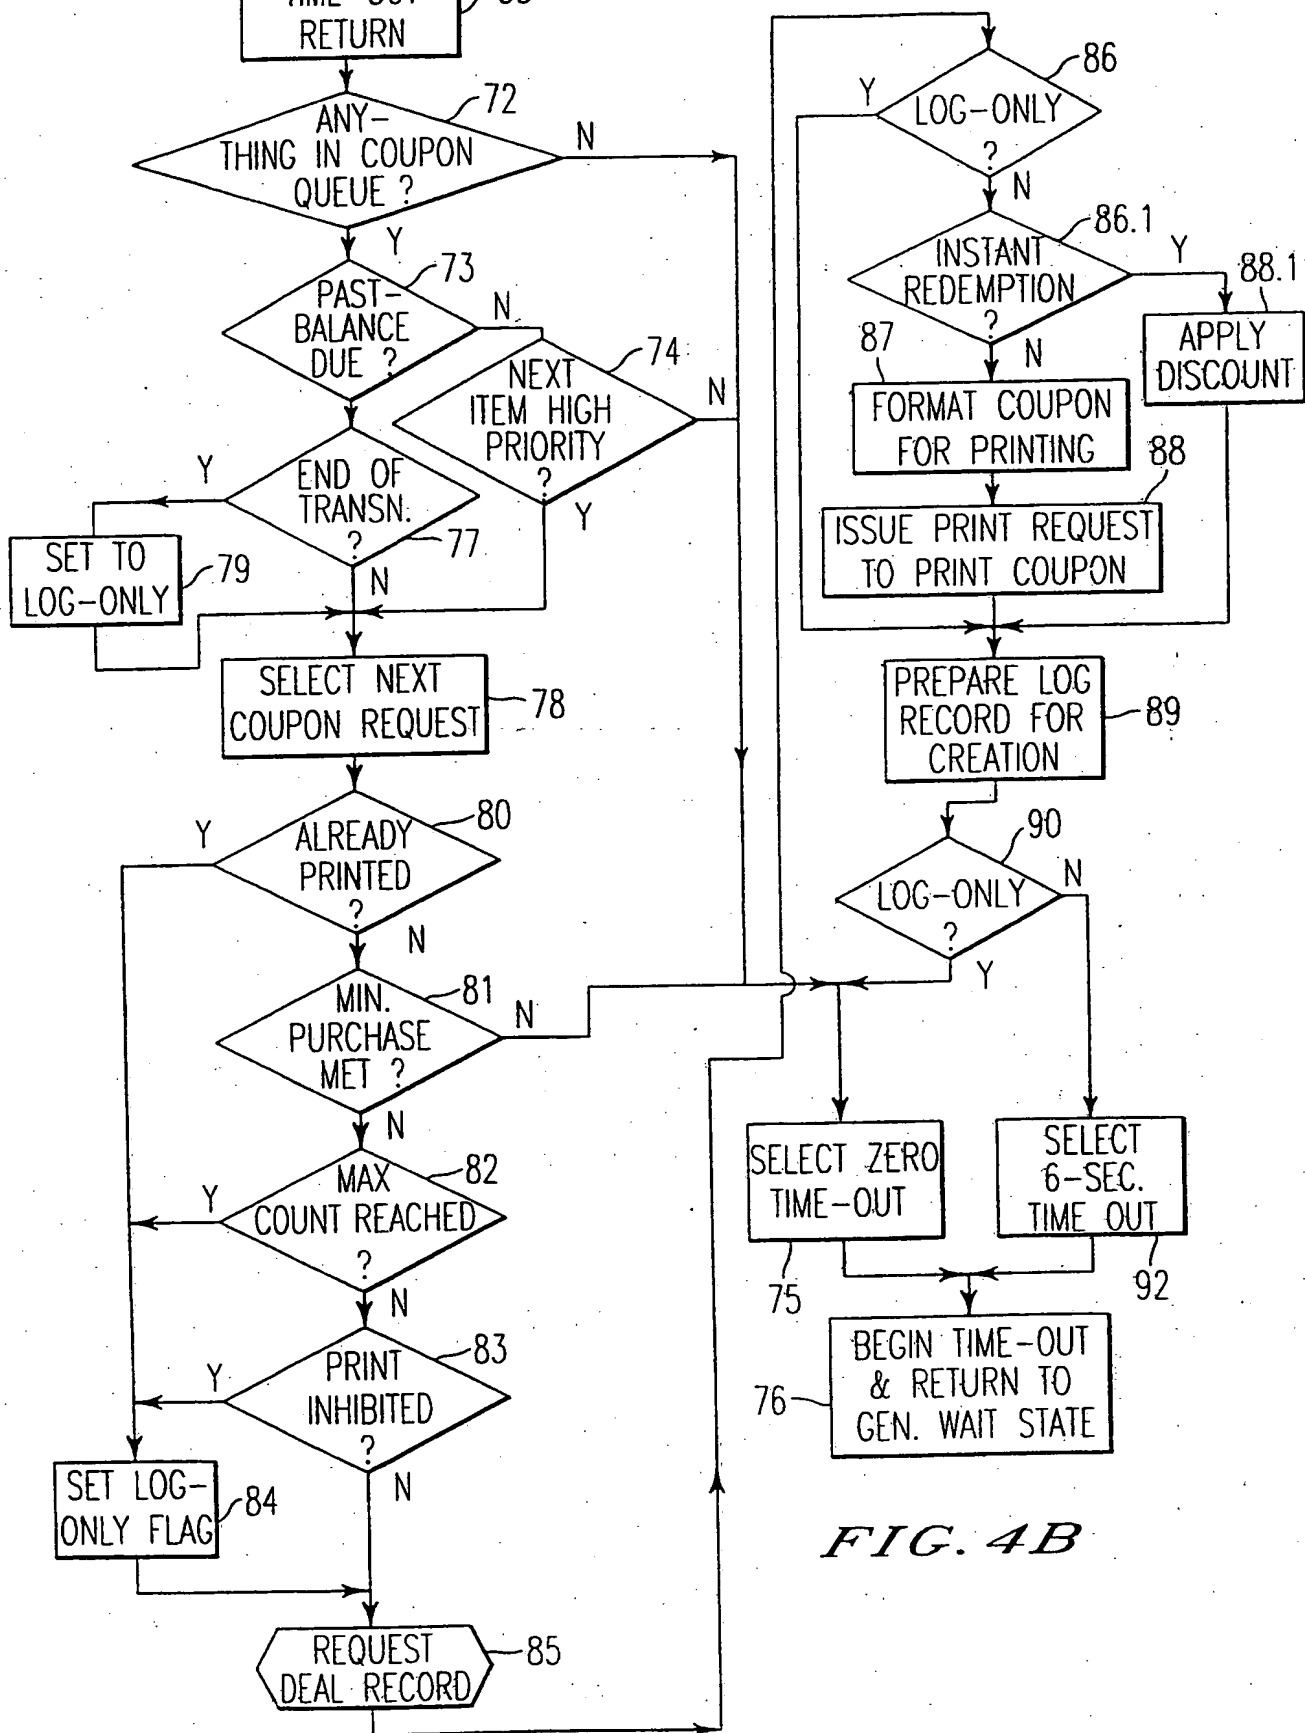 RETURN
72
ANY-
THING IN COUPON
QUEUE ?
N
Y
73
PAST-
BALANCE
DUE ?
N
74
NEXT
ITEM HIGH
PRIORITY
?
N
Y
END OF
TRANSN.
?
77
Y
N
SET TO
LOG-ONLY
79
SELECT NEXT
COUPON REQUEST
78
80
ALREADY
PRINTED
?
Y
N
81
MIN.
PURCHASE
MET ?
N
N
82
MAX
COUNT REACHED
?
Y
N
83
PRINT
INHIBITED
?
Y
N
SET LOG-
ONLY FLAG
84
REQUEST
DEAL RECORD
85
86
LOG-ONLY
?
Y
N
86.1
INSTANT
REDEMPTION
?
Y
N
88.1
APPLY
DISCOUNT
87
FORMAT COUPON
FOR PRINTING
88
ISSUE PRINT REQUEST
TO PRINT COUPON
PREPARE LOG
RECORD FOR
CREATION
89
90
LOG-ONLY
?
N
Y
SELECT ZERO
TIME-OUT
75
SELECT
6-SEC.
TIME OUT
92
BEGIN TIME-OUT
& RETURN TO
GEN. WAIT STATE
76
FIG. 4B